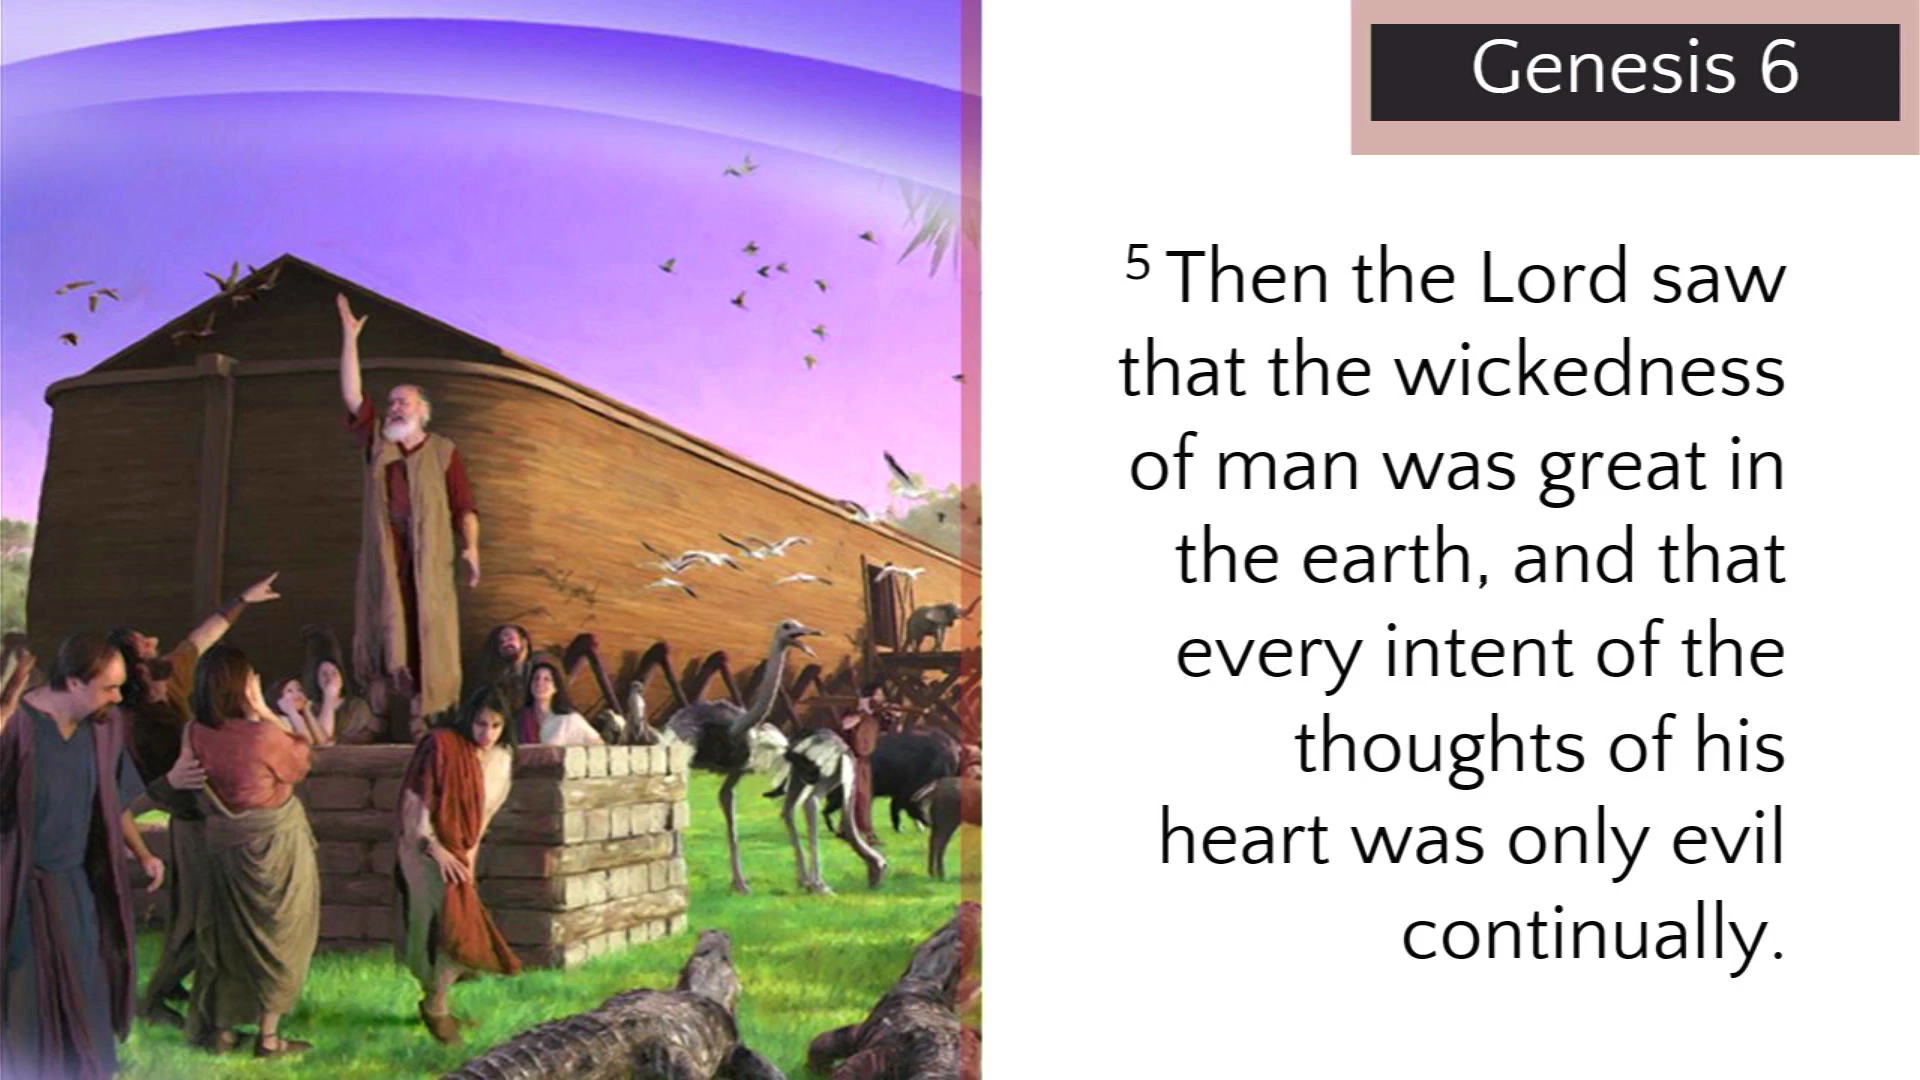 Genesis 6
5 Then the Lord saw
that the wickedness
of man was great in
the earth, and that
every intent of the
thoughts of his
heart was only evil
continually.